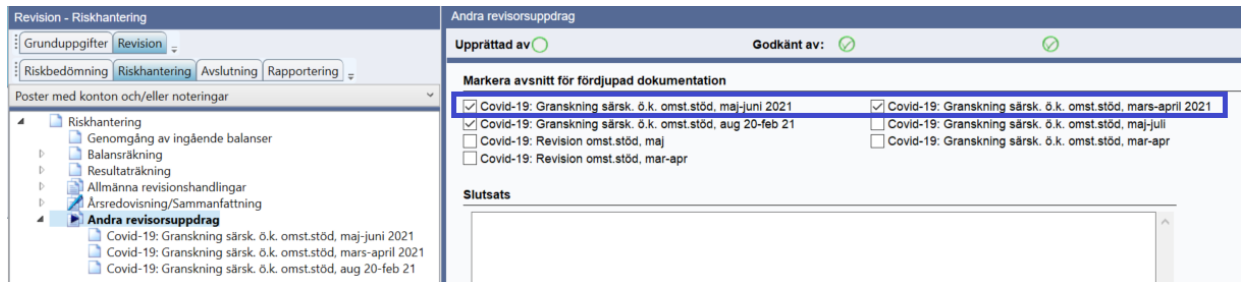 Revision - Riskhantering
Grunduppgifter Revision
Riskbedömning Riskhantering Avslutning Rapportering
Poster med konton och/eller noteringar
Riskhantering
Genomgång av ingående balanser
Balansräkning
Resultaträkning
Allmänna revisionshandlingar
Årsredovisning/Sammanfattning
Andra revisorsuppdrag
Covid-19: Granskning särsk. ö.k. omst.stöd, maj-juni 2021
Covid-19: Granskning särsk. ö.k. omst.stöd, mars-april 2021
Covid-19: Granskning särsk. ö.k. omst.stöd, aug 20-feb 21
Andra revisorsuppdrag
Upprättad av Godkänt av:
Markera avsnitt för fördjupad dokumentation
Covid-19: Granskning särsk. ö.k. omst.stöd, maj-juni 2021 Covid-19: Granskning särsk. ö.k. omst.stöd, mars-april 2021
Covid-19: Granskning särsk. ö.k. omst.stöd, aug 20-feb 21 Covid-19: Granskning särsk. ö.k. omst.stöd, maj-juli
Covid-19: Revision omst.stöd, maj Covid-19: Granskning särsk. ö.k. omst.stöd, mar-apr
Covid-19: Revision omst.stöd, mar-apr
Slutsats